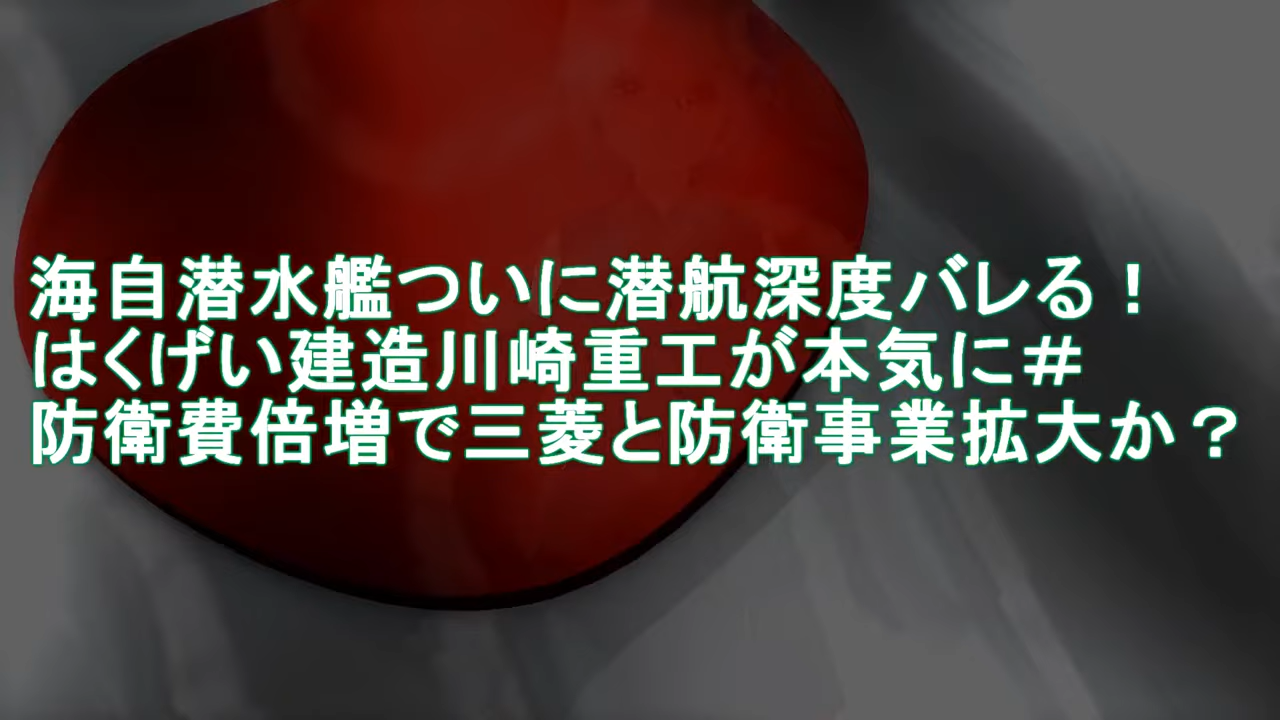 海自潜水艦ついに潜航深度バレる！
はくげい建造川崎重工が本気に＃
防衛費倍増で三菱と防衛事業拡大か？